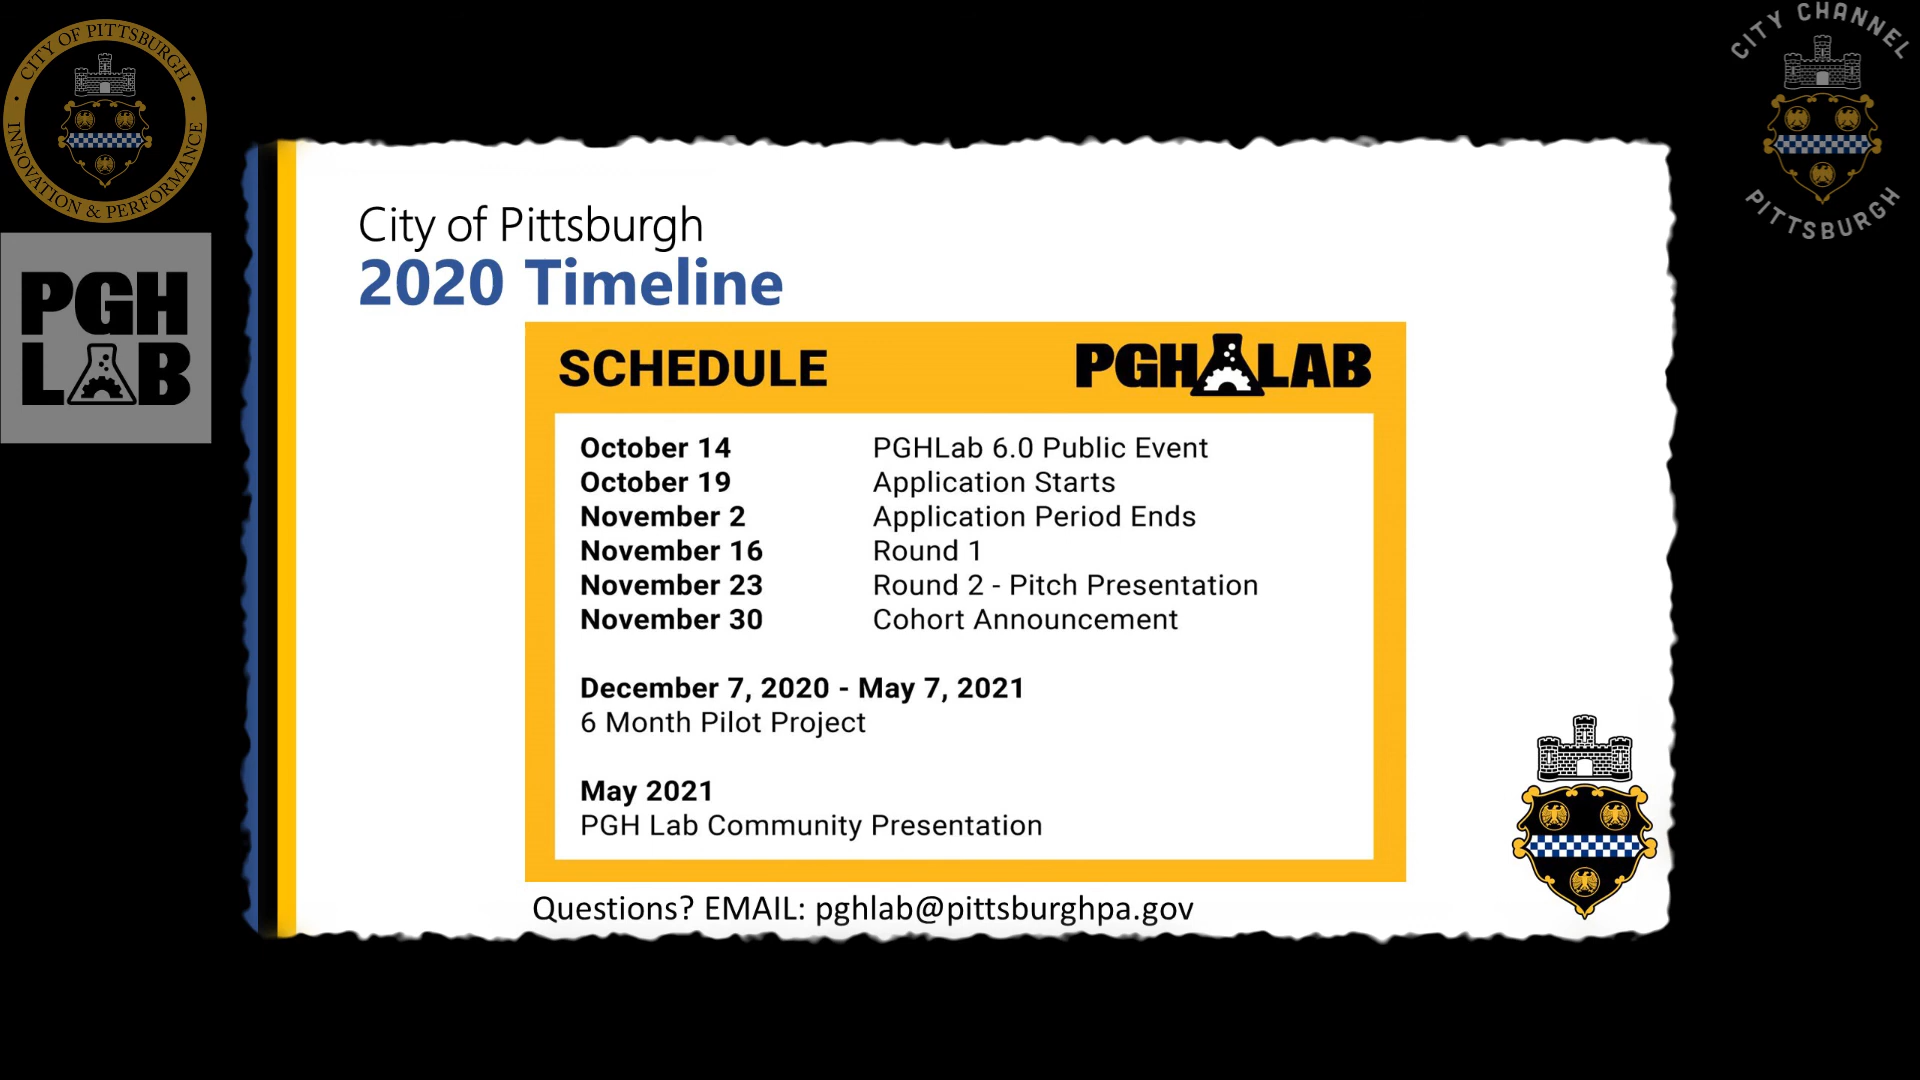 CITY OF PITTSBURGH
INNOVATION & PERFORMANCE
PGH
LAB
CITY CHANNEL
PITTSBURGH
City of Pittsburgh
2020 Timeline
SCHEDULE
PGH LAB
October 14 PGHLab 6.0 Public Event
October 19 Application Starts
November 2 Application Period Ends
November 16 Round 1
November 23 Round 2 - Pitch Presentation
November 30 Cohort Announcement
December 7, 2020 - May 7, 2021
6 Month Pilot Project
May 2021
PGH Lab Community Presentation
Questions? EMAIL: pghlab@pittsburghpa.gov